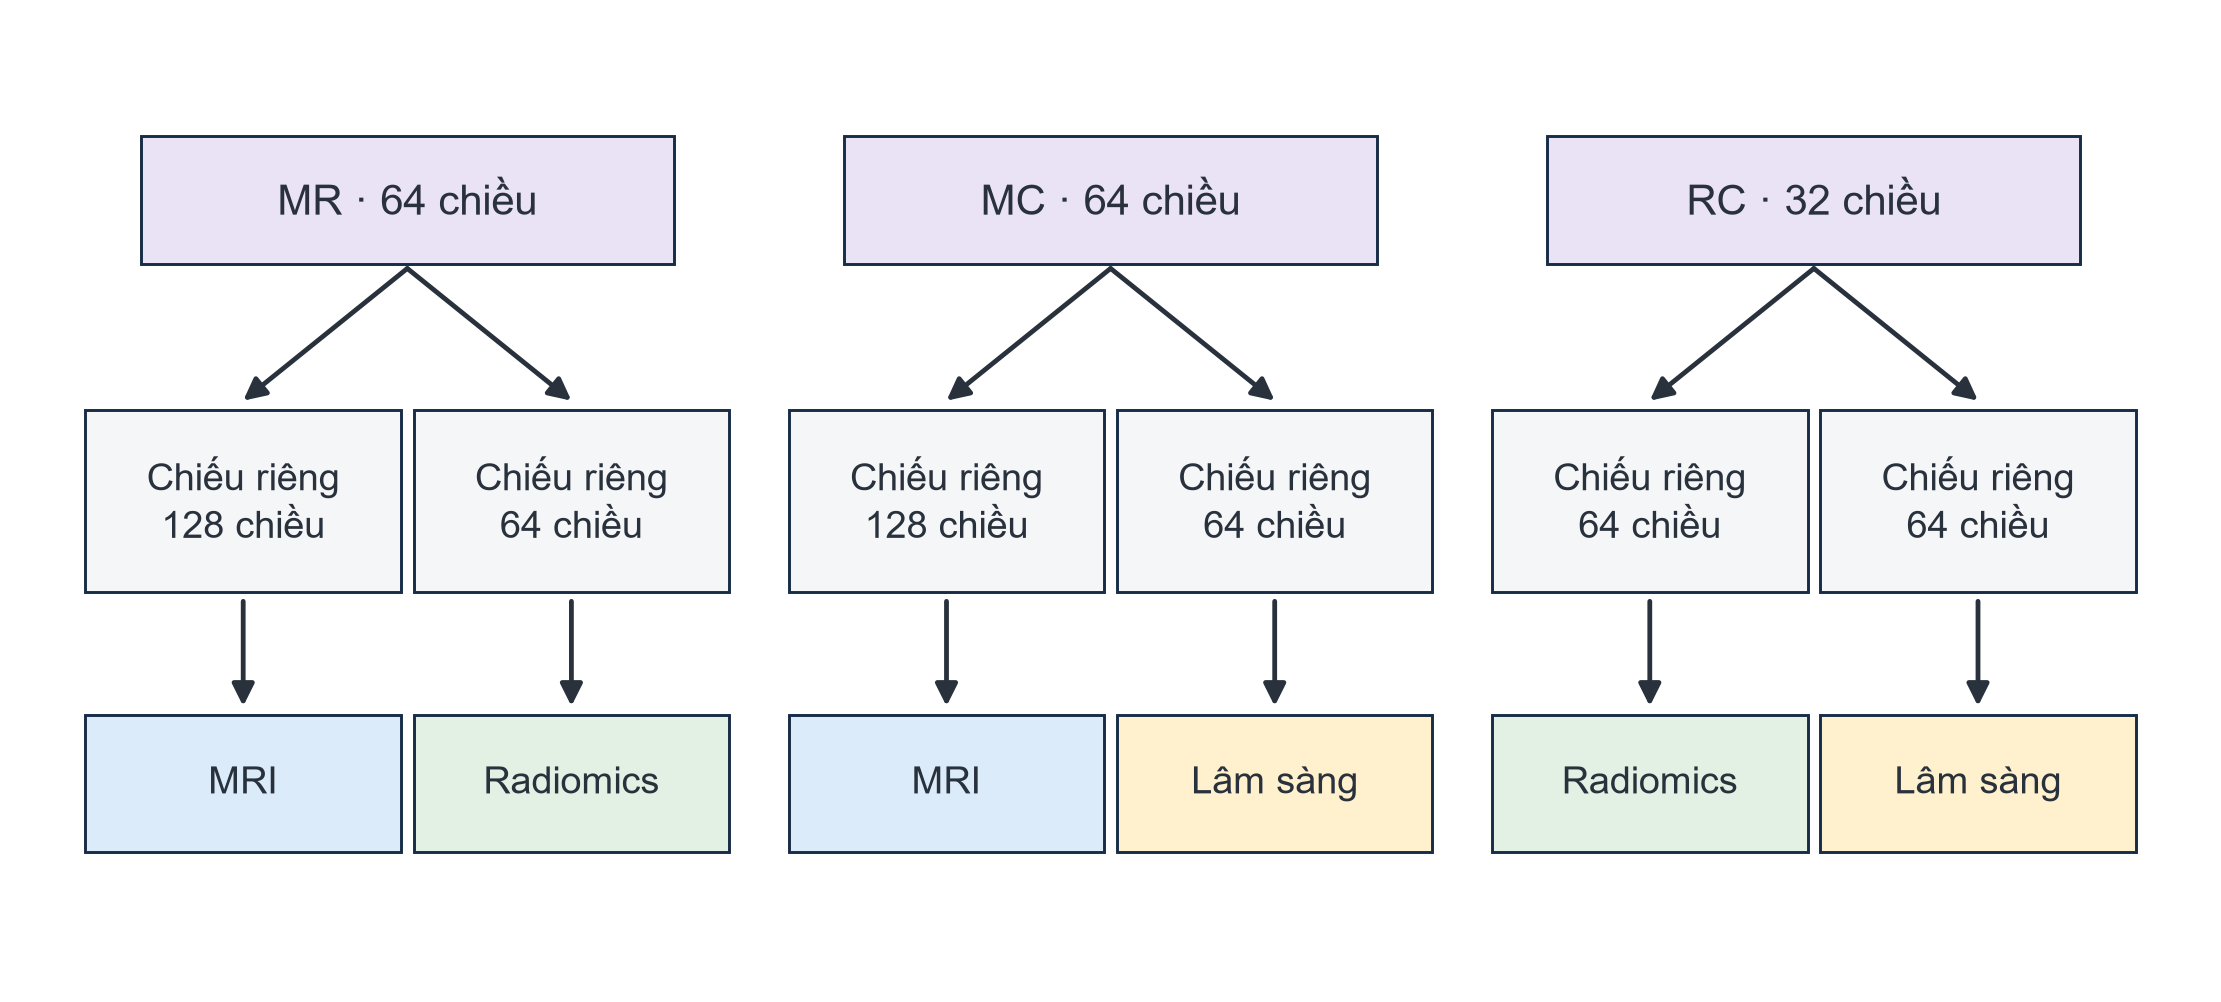 MR · 64 chiều
MC · 64 chiều
RC · 32 chiều
Chiếu riêng
128 chiều
Chiếu riêng
64 chiều
Chiếu riêng
128 chiều
Chiếu riêng
64 chiều
Chiếu riêng
64 chiều
Chiếu riêng
64 chiều
MRI
Radiomics
MRI
Lâm sàng
Radiomics
Lâm sàng